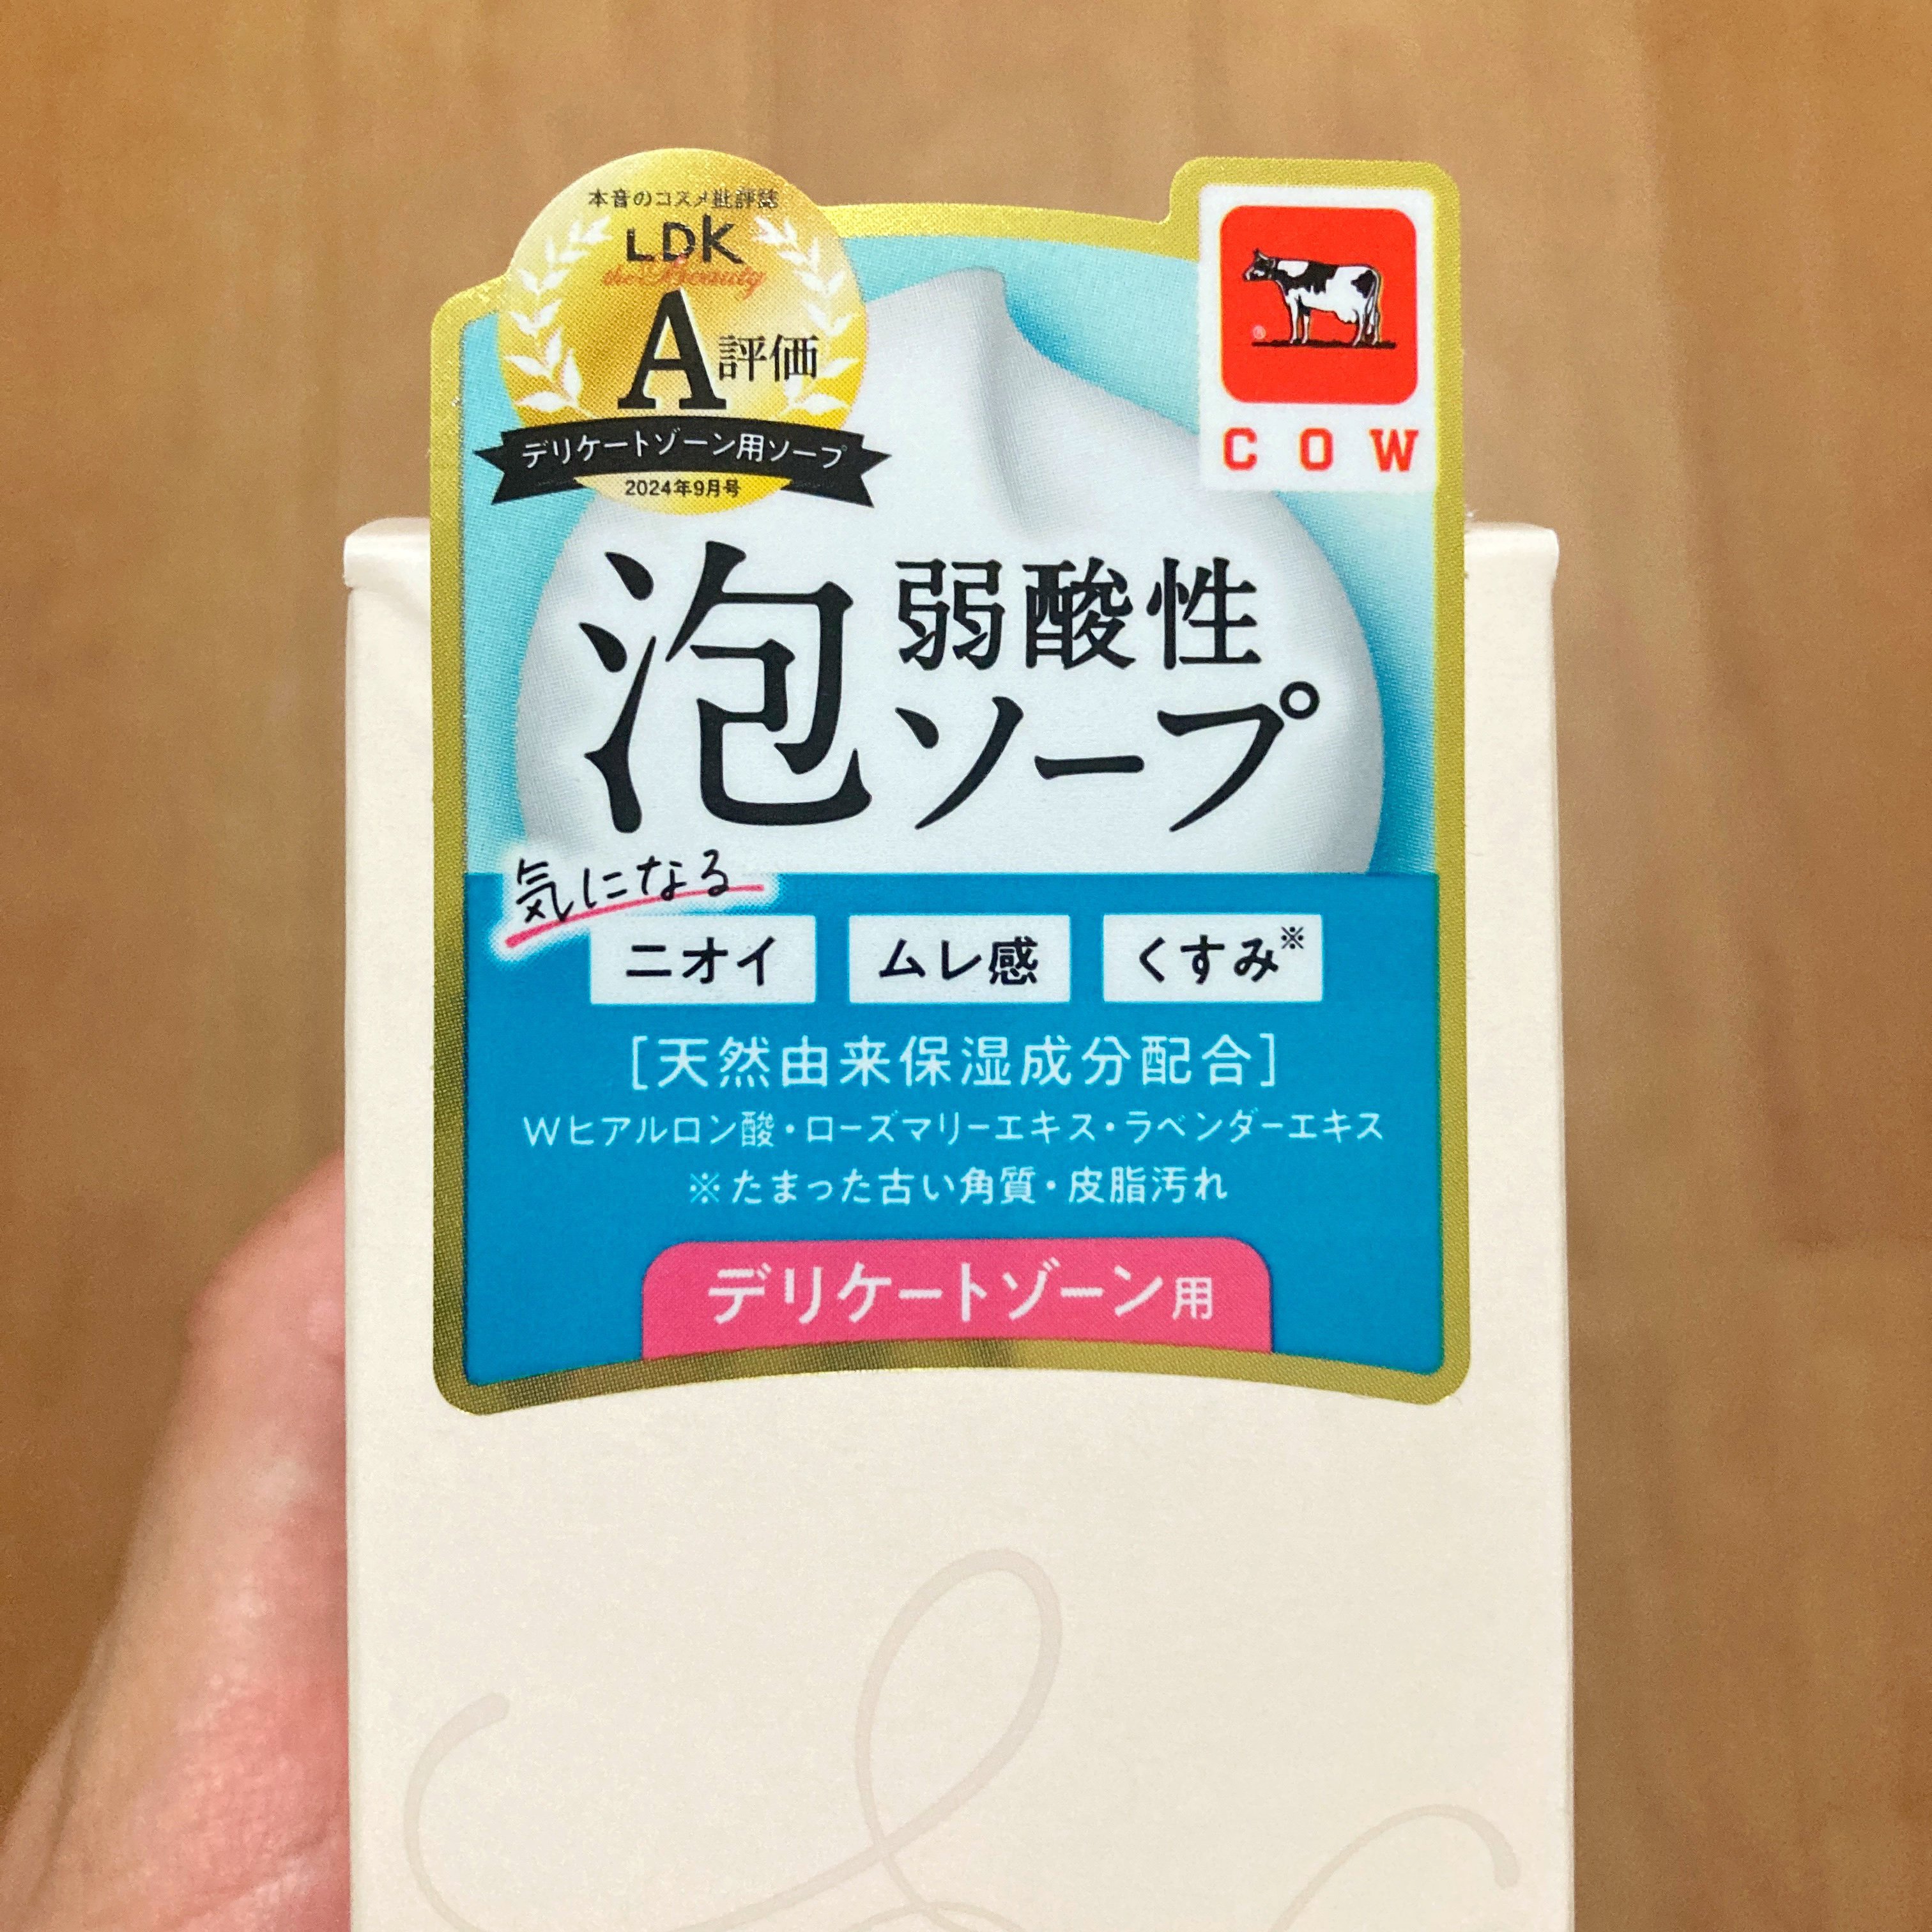 本音のコスメ批評誌
LDK
the Beauty
A評価
デリケートゾーン用ソープ
2024年9月号
®
COW
泡 弱酸性
ソープ
気になる
ニオイ ムレ感 くすみ※
[天然由来保湿成分配合]
Wヒアルロン酸・ローズマリーエキス・ラベンダーエキス
※たまった古い角質・皮脂汚れ
デリケートゾーン用